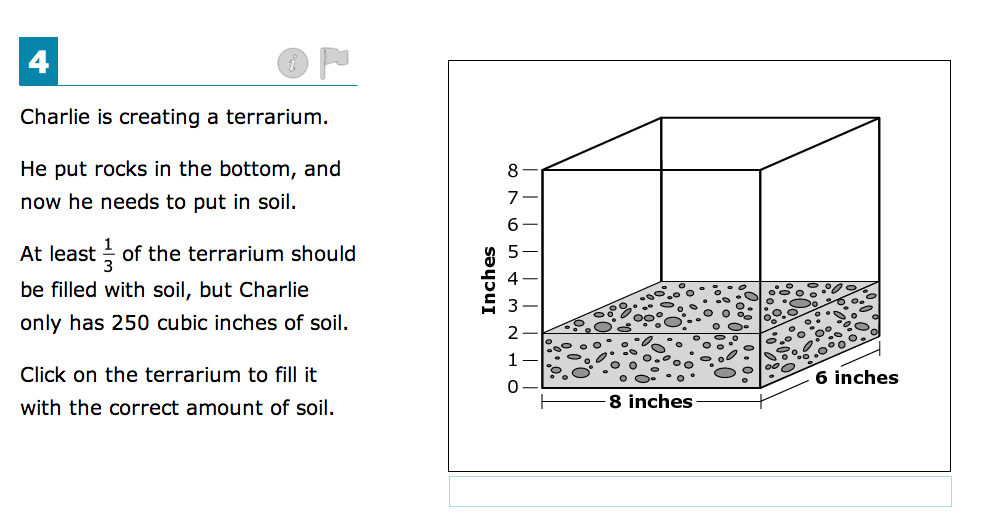 4
i
Charlie is creating a terrarium.
He put rocks in the bottom, and
now he needs to put in soil.
At least 1/3 of the terrarium should
be filled with soil, but Charlie
only has 250 cubic inches of soil.
Click on the terrarium to fill it
with the correct amount of soil.
8
7
6
5
4
3
2
1
0
Inches
8 inches
6 inches